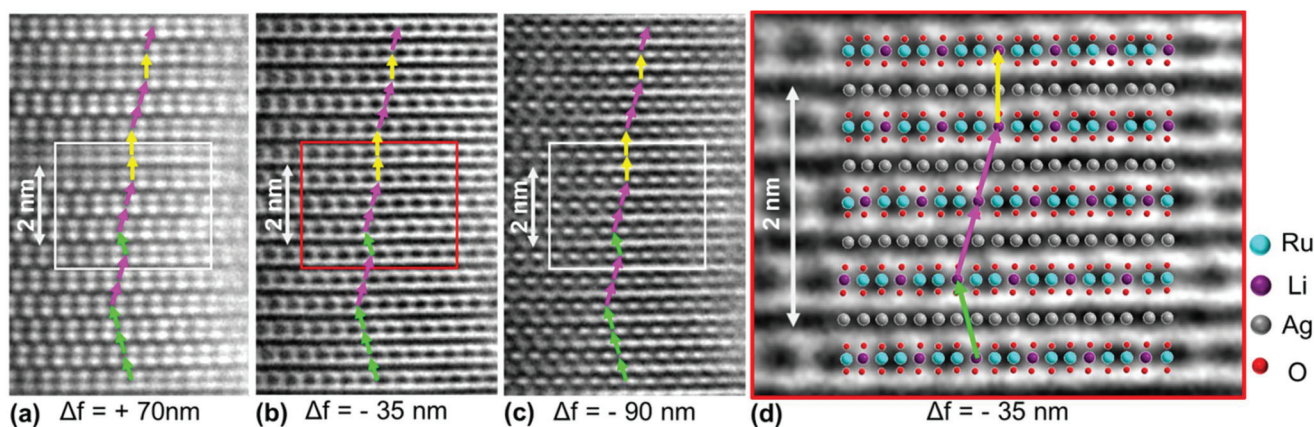 2 nm
(a) Δf = + 70nm
2 nm
(b) Δf = - 35 nm
2 nm
(c) Δf = - 90 nm
2 nm
(d) Δf = - 35 nm
Ru
Li
Ag
O